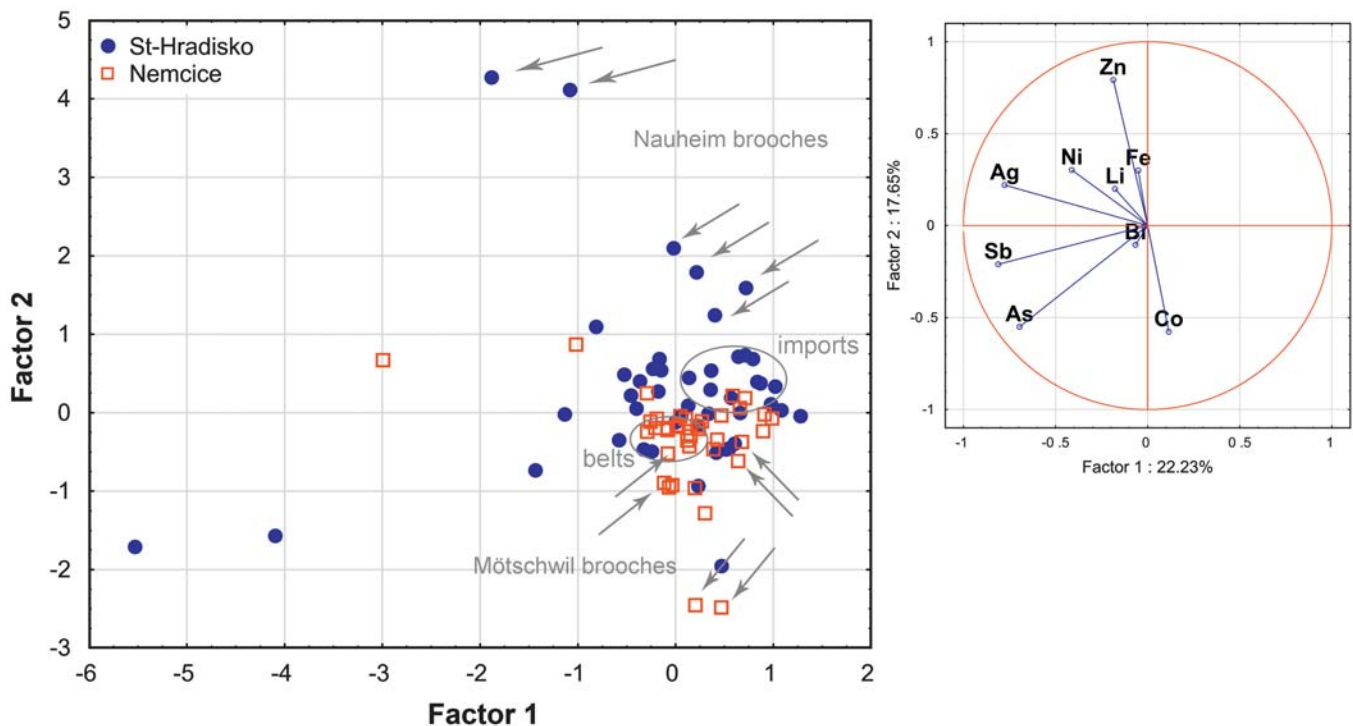 5
4
3
2
1
0
-1
-2
-3
Factor 2
St-Hradisko
Nemcice
Nauheim brooches
imports
belts
Mötschwil brooches
-6 -5 -4 -3 -2 -1 0 1 2
Factor 1
1
0.5
0
-0.5
-1
Factor 2 : 17.65%
Zn
Ni Fe
Ag Li
Bi
Sb
As Co
-1 -0.5 0 0.5 1
Factor 1 : 22.23%